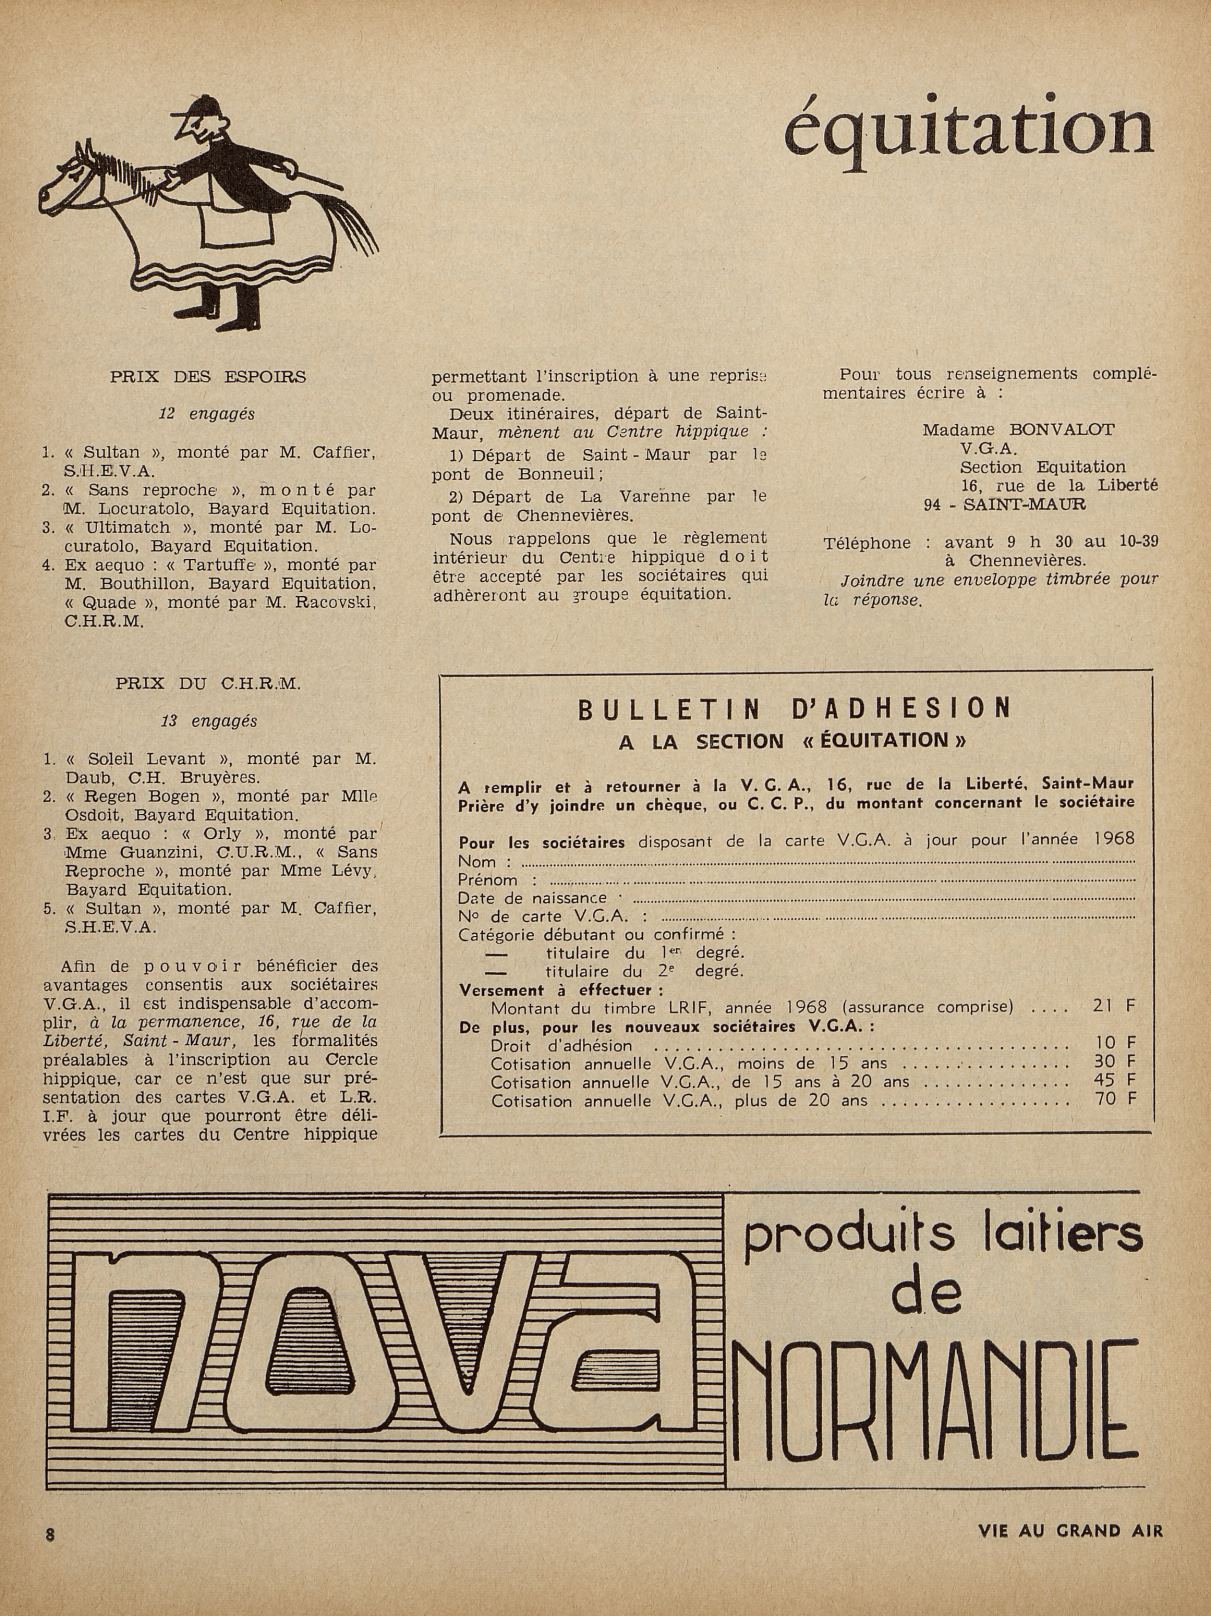 équitation
PRIX DES ESPOIRS
12 engagés
1. « Sultan », monté par M. Caffier,
S.H.E.V.A.
2. « Sans reproche », monté par
M. Locuratolo, Bayard Equitation.
3. « Ultimatch », monté par M. Lo-
curatolo, Bayard Equitation.
4. Ex aequo : « Tartuffe », monté par
M. Bouthillon, Bayard Equitation,
« Quade », monté par M. Racovski,
C.H.R.M.
PRIX DU C.H.R.M.
13 engagés
1. « Soleil Levant », monté par M.
Daub, C.H. Bruyères.
2. « Regen Bogen », monté par Mlle
Osdoit, Bayard Equitation.
3. Ex aequo : « Orly », monté par
Mme Guanzini, C.U.R.M., « Sans
Reproche », monté par Mme Lévy,
Bayard Equitation.
5. « Sultan », monté par M. Caffier,
S.H.E.V.A.
Afin de pouvoir bénéficier des
avantages consentis aux sociétaires
V.G.A., il est indispensable d'accom-
plir, à la permanence, 16, rue de la
Liberté, Saint-Maur, les formalités
préalables à l'inscription au Cercle
hippique, car ce n'est que sur pré-
sentation des cartes V.G.A. et L.R.
I.F. à jour que pourront être déli-
vrées les cartes du Centre hippique
permettant l'inscription à une reprise
ou promenade.
Deux itinéraires, départ de Saint-
Maur, mènent au Centre hippique :
1) Départ de Saint-Maur par le
pont de Bonneuil ;
2) Départ de La Varenne par le
pont de Chennevières.
Nous rappelons que le règlement
intérieur du Centre hippique doit
être accepté par les sociétaires qui
adhèreront au groupe équitation.
Pour tous renseignements complé-
mentaires écrire à :
Madame BONVALOT
V.G.A.
Section Equitation
16, rue de la Liberté
94 - SAINT-MAUR
Téléphone : avant 9 h 30 au 10-39
à Chennevières.
Joindre une enveloppe timbrée pour
la réponse.
BULLETIN D'ADHESION
A LA SECTION « ÉQUITATION »
A remplir et à retourner à la V. G. A., 16, rue de la Liberté, Saint-Maur
Prière d'y joindre un chèque, ou C. C. P., du montant concernant le sociétaire
Pour les sociétaires disposant de la carte V.G.A. à jour pour l'année 1968
Nom :
Prénom :
Date de naissance :
N° de carte V.G.A. :
Catégorie débutant ou confirmé :
— titulaire du 1er degré.
— titulaire du 2e degré.
Versement à effectuer :
Montant du timbre LRIF, année 1968 (assurance comprise) .... 21 F
De plus, pour les nouveaux sociétaires V.G.A. :
Droit d'adhésion ........ 10 F
Cotisation annuelle V.G.A., moins de 15 ans ........ 30 F
Cotisation annuelle V.G.A., de 15 ans à 20 ans ........ 45 F
Cotisation annuelle V.G.A., plus de 20 ans ........ 70 F
nova
produits laitiers
de
NORMANDIE
8
VIE AU GRAND AIR